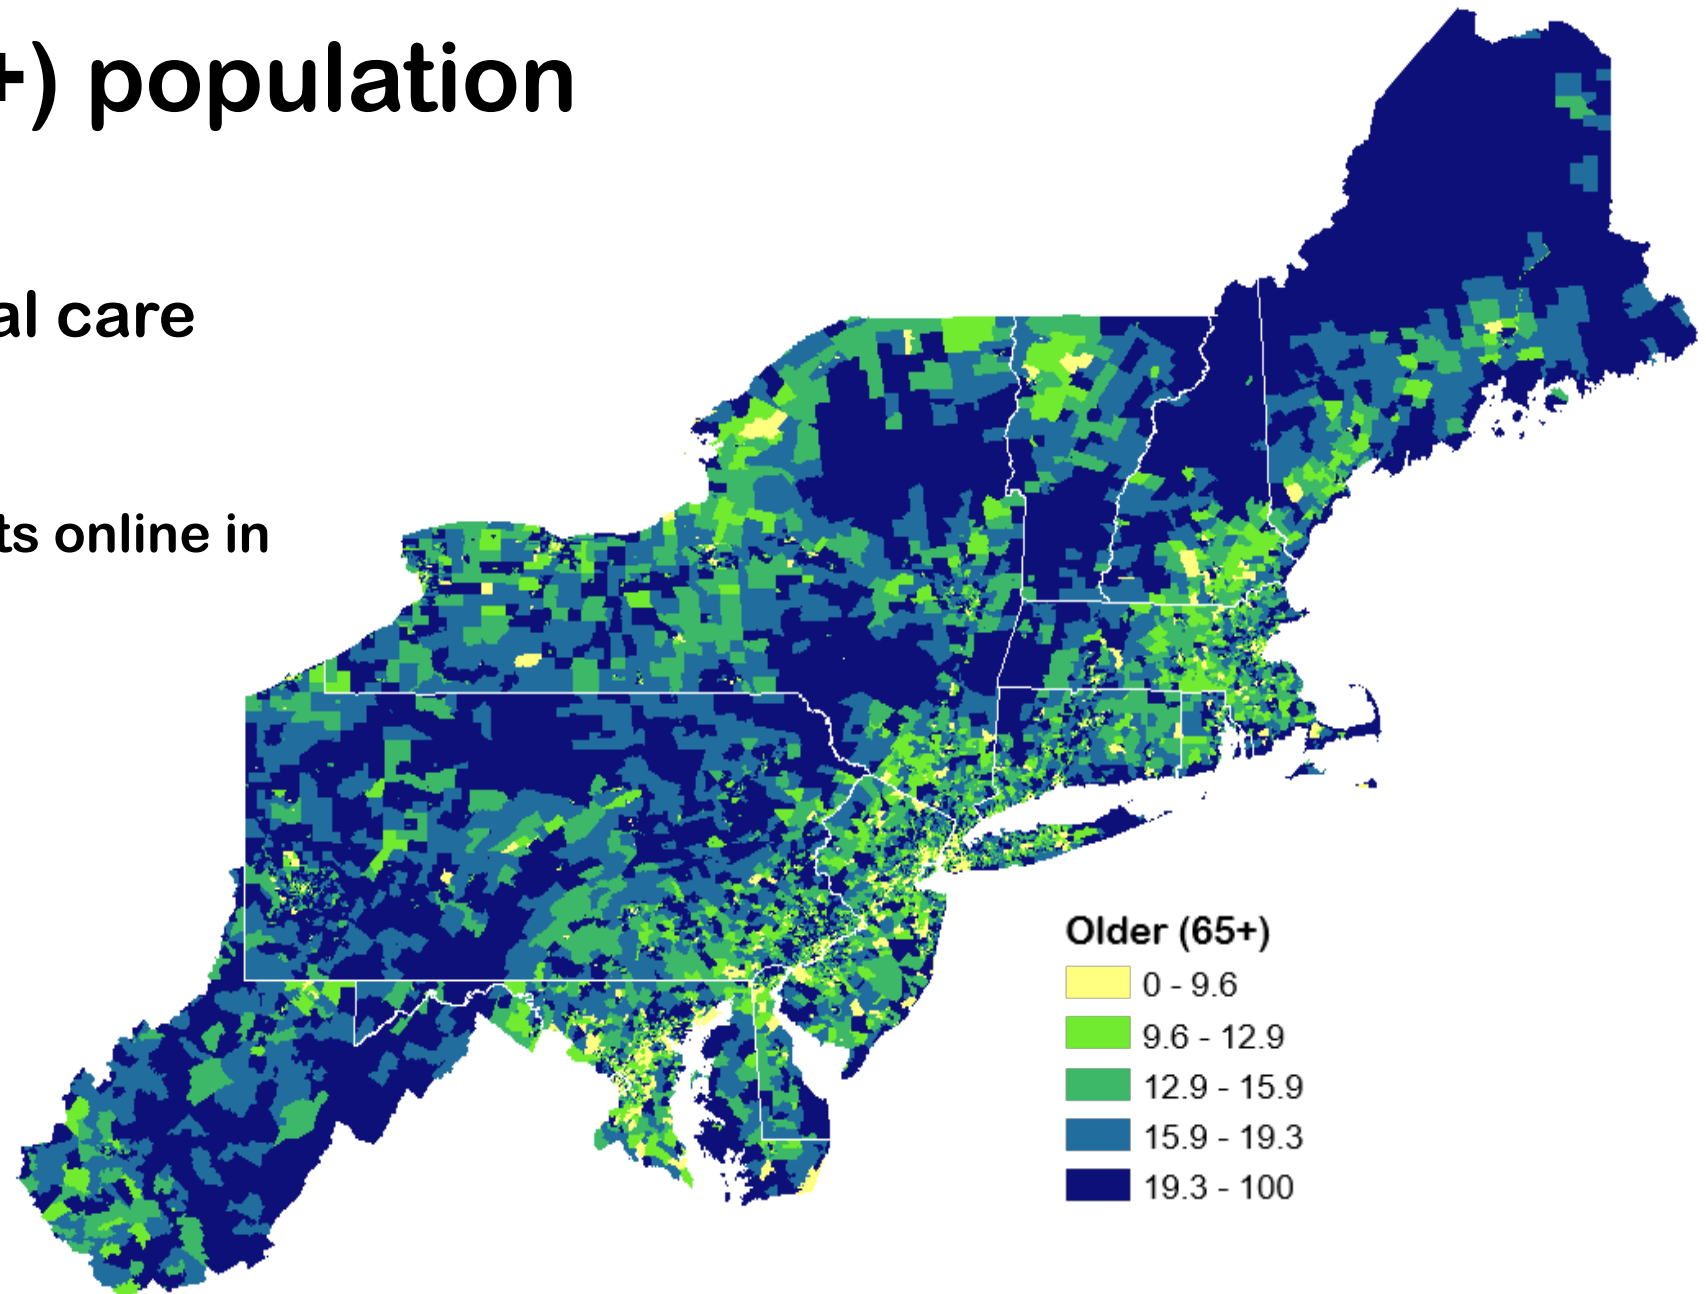 +) population
al care
ts online in
Older (65+)
0 - 9.6
9.6 - 12.9
12.9 - 15.9
15.9 - 19.3
19.3 - 100